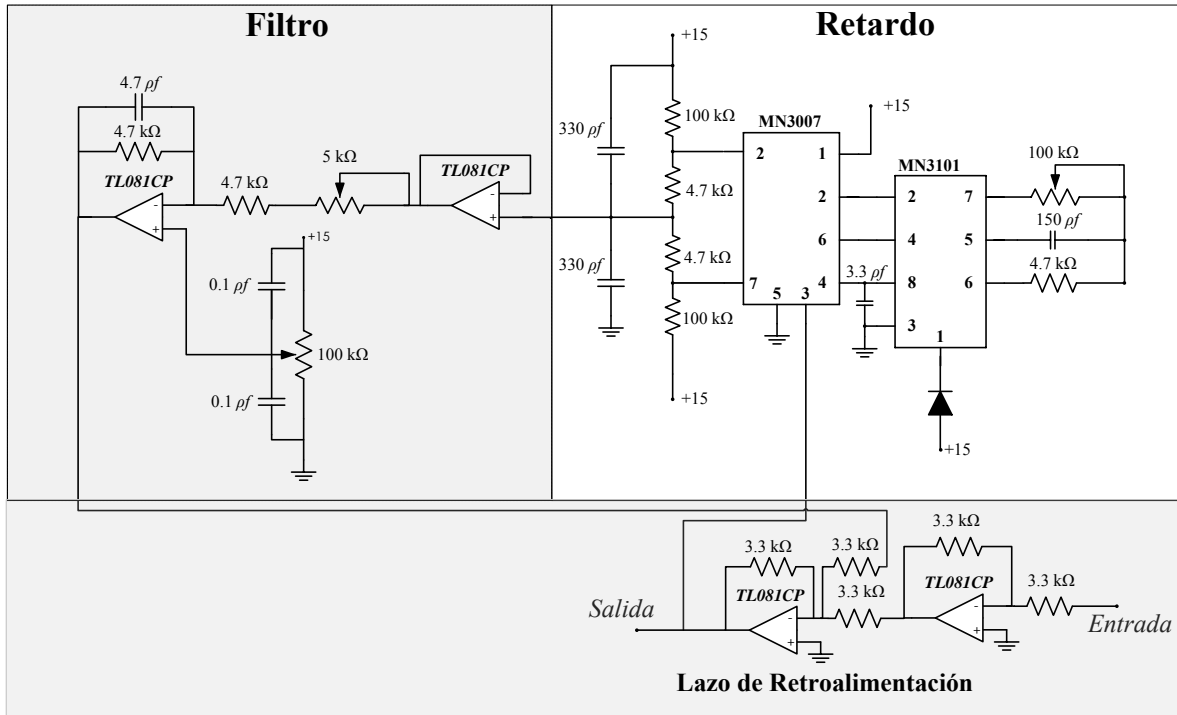 Filtro
Retardo
4.7 ρf
4.7 kΩ
TL081CP
-
+
4.7 kΩ
5 kΩ
TL081CP
-
+
+15
0.1 ρf
100 kΩ
0.1 ρf
+15
330 ρf
330 ρf
100 kΩ
4.7 kΩ
4.7 kΩ
100 kΩ
+15
MN3007
2
1
2
6
7
4
5
3
+15
3.3 ρf
MN3101
2
7
4
5
8
6
3
1
+15
100 kΩ
150 ρf
4.7 kΩ
3.3 kΩ
3.3 kΩ
3.3 kΩ
TL081CP
-
+
3.3 kΩ
TL081CP
-
+
3.3 kΩ
Salida
Entrada
Lazo de Retroalimentación